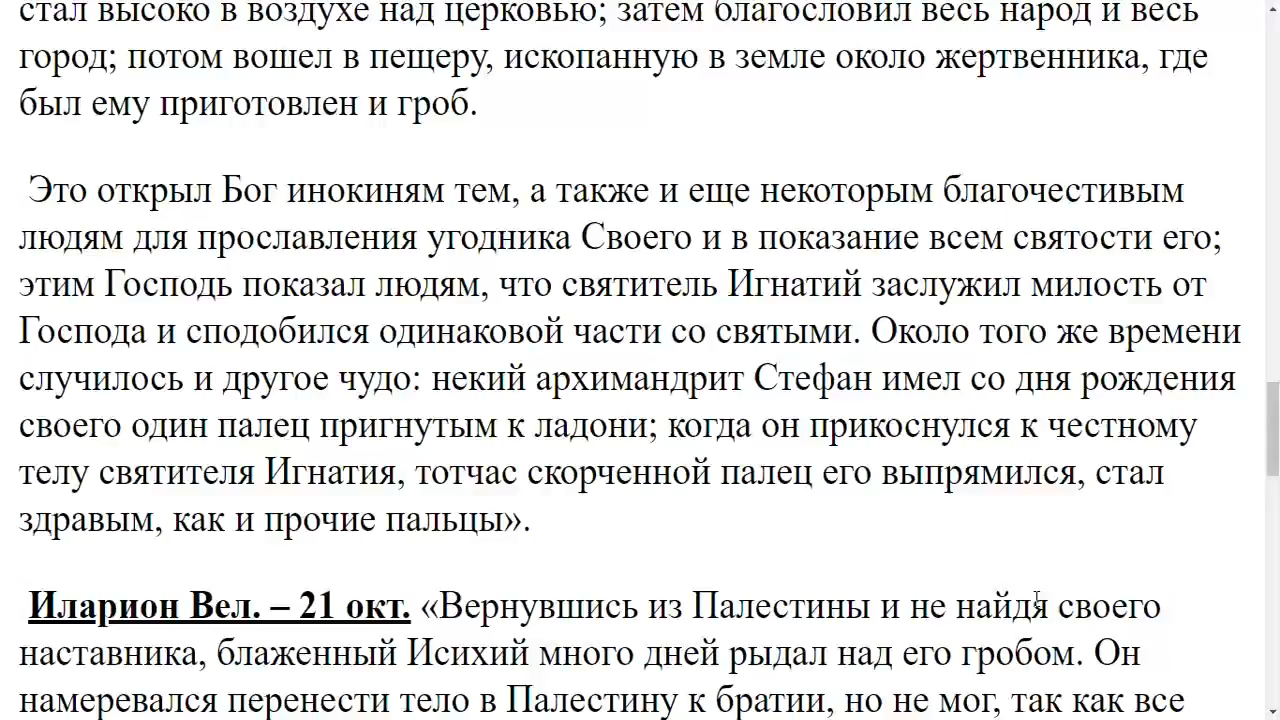 стал высоко в воздухе над церковью; затем благословил весь народ и весь
город; потом вошел в пещеру, ископанную в земле около жертвенника, где
был ему приготовлен и гроб.
Это открыл Бог инокиням тем, а также и еще некоторым благочестивым
людям для прославления угодника Своего и в показание всем святости его;
этим Господь показал людям, что святитель Игнатий заслужил милость от
Господа и сподобился одинаковой части со святыми. Около того же времени
случилось и другое чудо: некий архимандрит Стефан имел со дня рождения
своего один палец пригнутым к ладони; когда он прикоснулся к честному
телу святителя Игнатия, тотчас скорченной палец его выпрямился, стал
здравым, как и прочие пальцы».
Иларион Вел. – 21 окт. «Вернувшись из Палестины и не найдя своего
наставника, блаженный Исихий много дней рыдал над его гробом. Он
намеревался перенести тело в Палестину к братии, но не мог, так как все